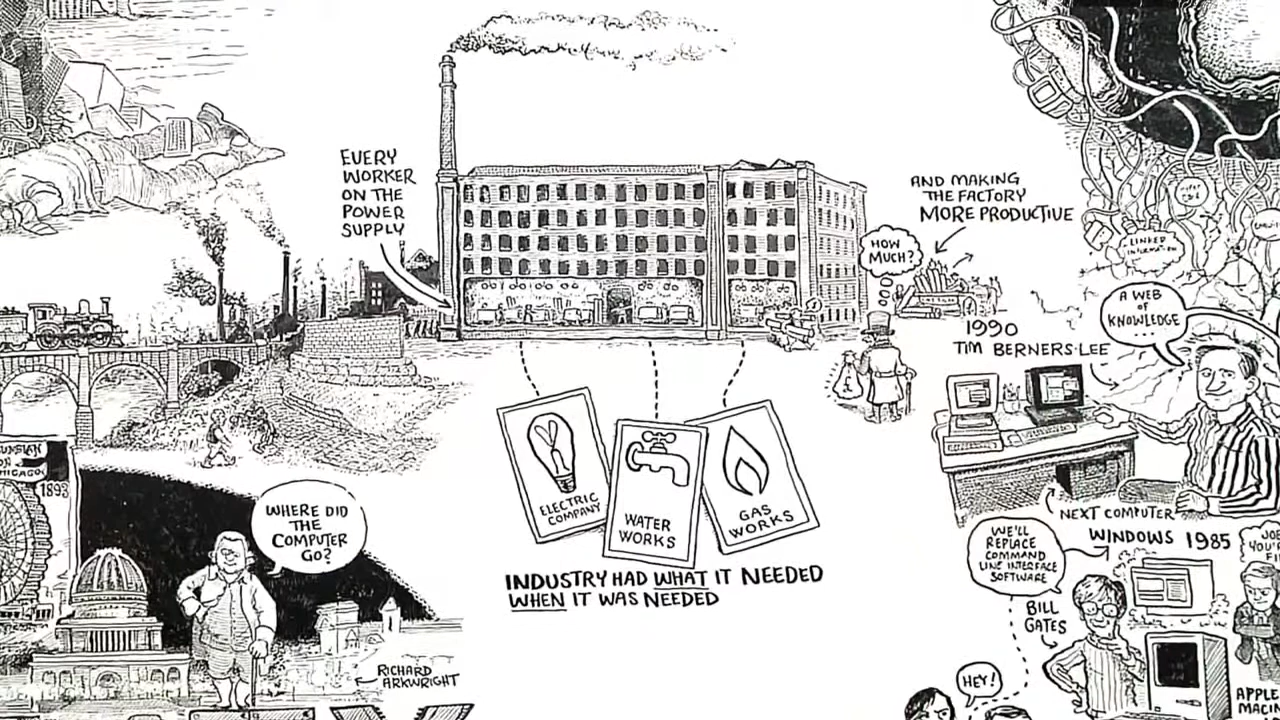 EVERY
WORKER
ON THE
POWER
SUPPLY
AND MAKING
THE FACTORY
MORE PRODUCTIVE
HOW
MUCH?
LINKED
INFORMATION
A WEB
OF
KNOWLEDGE
1990
TIM BERNERS-LEE
NEXT COMPUTER
ELECTRIC
COMPANY
WATER
WORKS
GAS
WORKS
INDUSTRY HAD WHAT IT NEEDED
WHEN IT WAS NEEDED
1893
WHERE DID
THE
COMPUTER
GO?
RICHARD
ARKWRIGHT
WE'LL
REPLACE
COMMAND
LINE INTERFACE
SOFTWARE
WINDOWS 1985
BILL
GATES
HEY!
APPLE